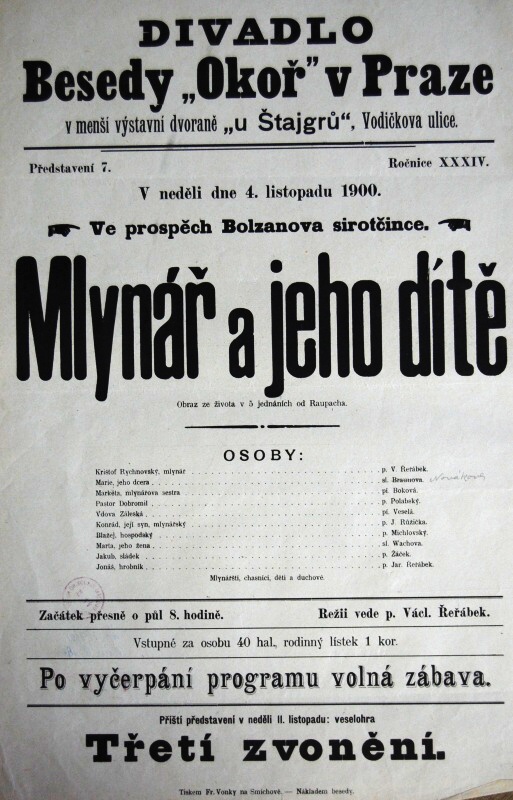 DIVADLO
Besedy „Okoř” v Praze
v menší výstavní dvoraně „u Štajgrů“, Vodičkova ulice.
Představení 7. Ročnice XXXIV.
V neděli dne 4. listopadu 1900.
Ve prospěch Bolzanova sirotčince.
Mlynář a jeho dítě
Obraz ze života v 5 jednáních od Raupacha.
OSOBY:
Krištof Rychnovský, mlynář . . . p. V. Řeřábek.
Marie, jeho dcera . . . sl. Braunova.
Markéta, mlynářova sestra . . . pí. Boková.
Pastor Dobromil . . . p. Polabský.
Vdova Záleská . . . pí. Veselá.
Konrád, její syn, mlynářský . . . p. J. Růžička.
Blažej, hospodský . . . p. Michlovský.
Marta, jeho žena . . . sl. Wachova.
Jakub, sládek . . . p. Žáček.
Jonáš, hrobník . . . p. Jar. Řeřábek.
Mlynářští, chasníci, děti a duchové.
Začátek přesně o půl 8. hodině. Režii vede p. Václ. Řeřábek.
Vstupné za osobu 40 hal., rodinný lístek 1 kor.
Po vyčerpání programu volná zábava.
Příští představení v neděli 11. listopadu: veselohra
Třetí zvonění.
Tiskem Fr. Vonky na Smíchově. — Nákladem besedy.